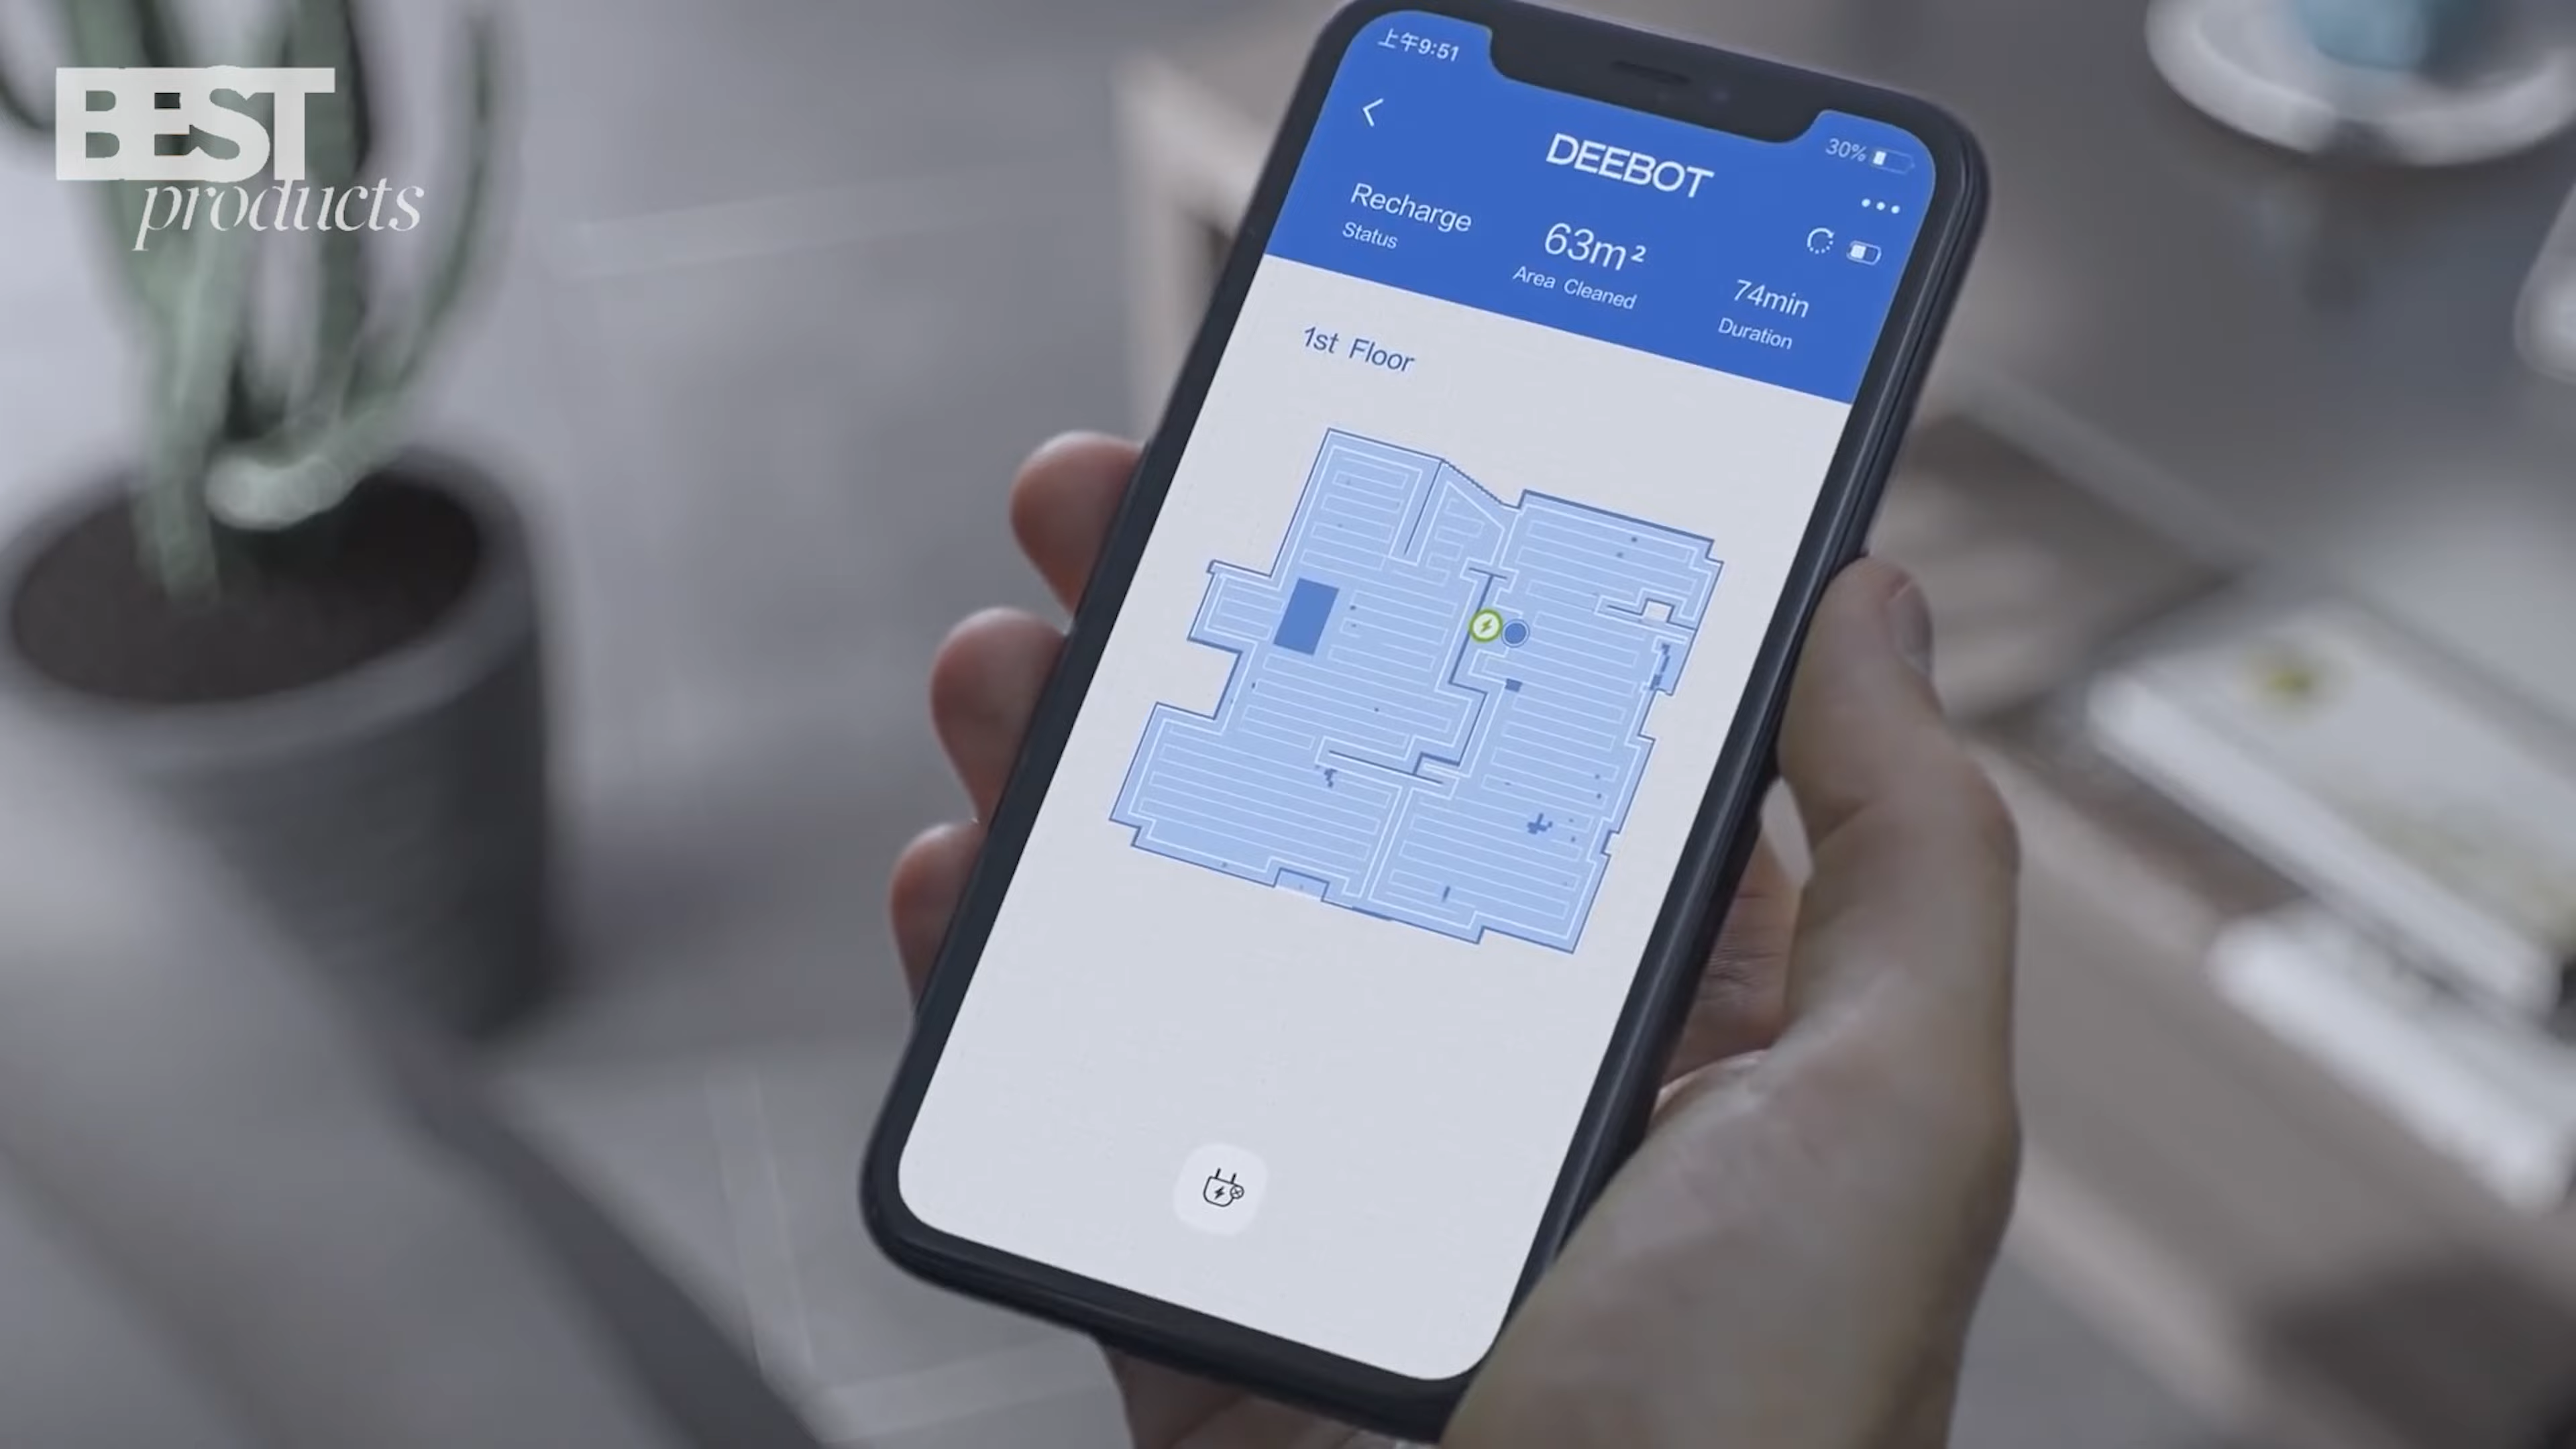 BEST
products
上午9:51
30%
DEEBOT
Recharge
Status
63m²
Area Cleaned
74min
Duration
1st Floor